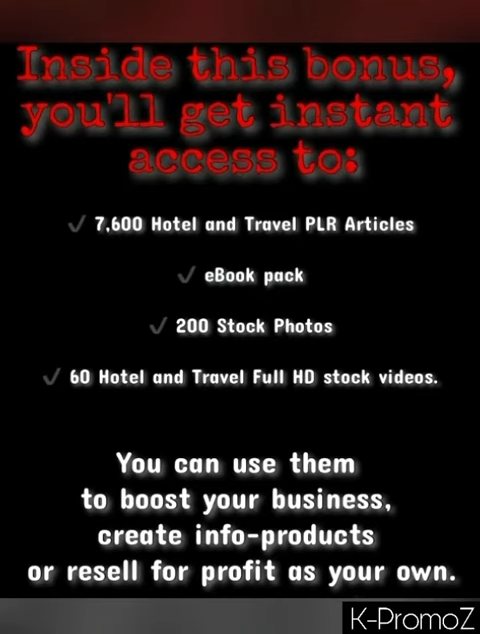 Inside this bonus,
you'll get instant
access to:
✓ 7,600 Hotel and Travel PLR Articles
✓ eBook pack
✓ 200 Stock Photos
✓ 60 Hotel and Travel Full HD stock videos.
You can use them
to boost your business,
create info-products
or resell for profit as your own.
K-PromoZ